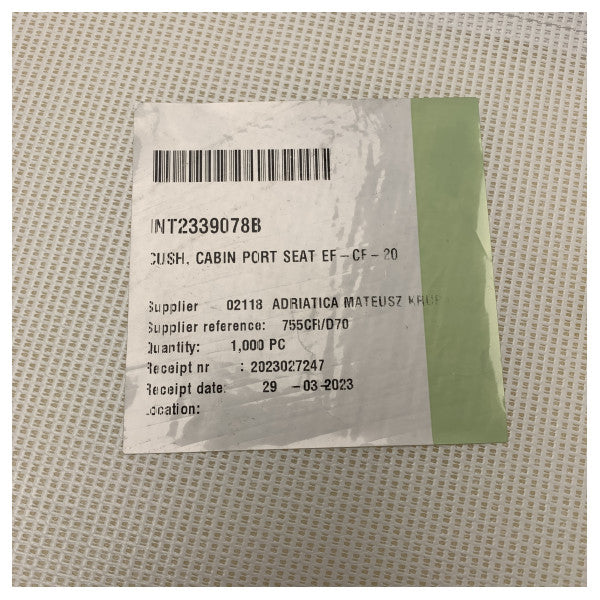 INT2339078B
CUSH, CABIN PORT SEAT EF-CF-20
Supplier 02118 ADRIATICA MATEUSZ
Supplier reference: 755CR/D70
Quantity: 1,000 PC
Receipt nr : 2023027247
Receipt date: 29 -03-2023
Location: